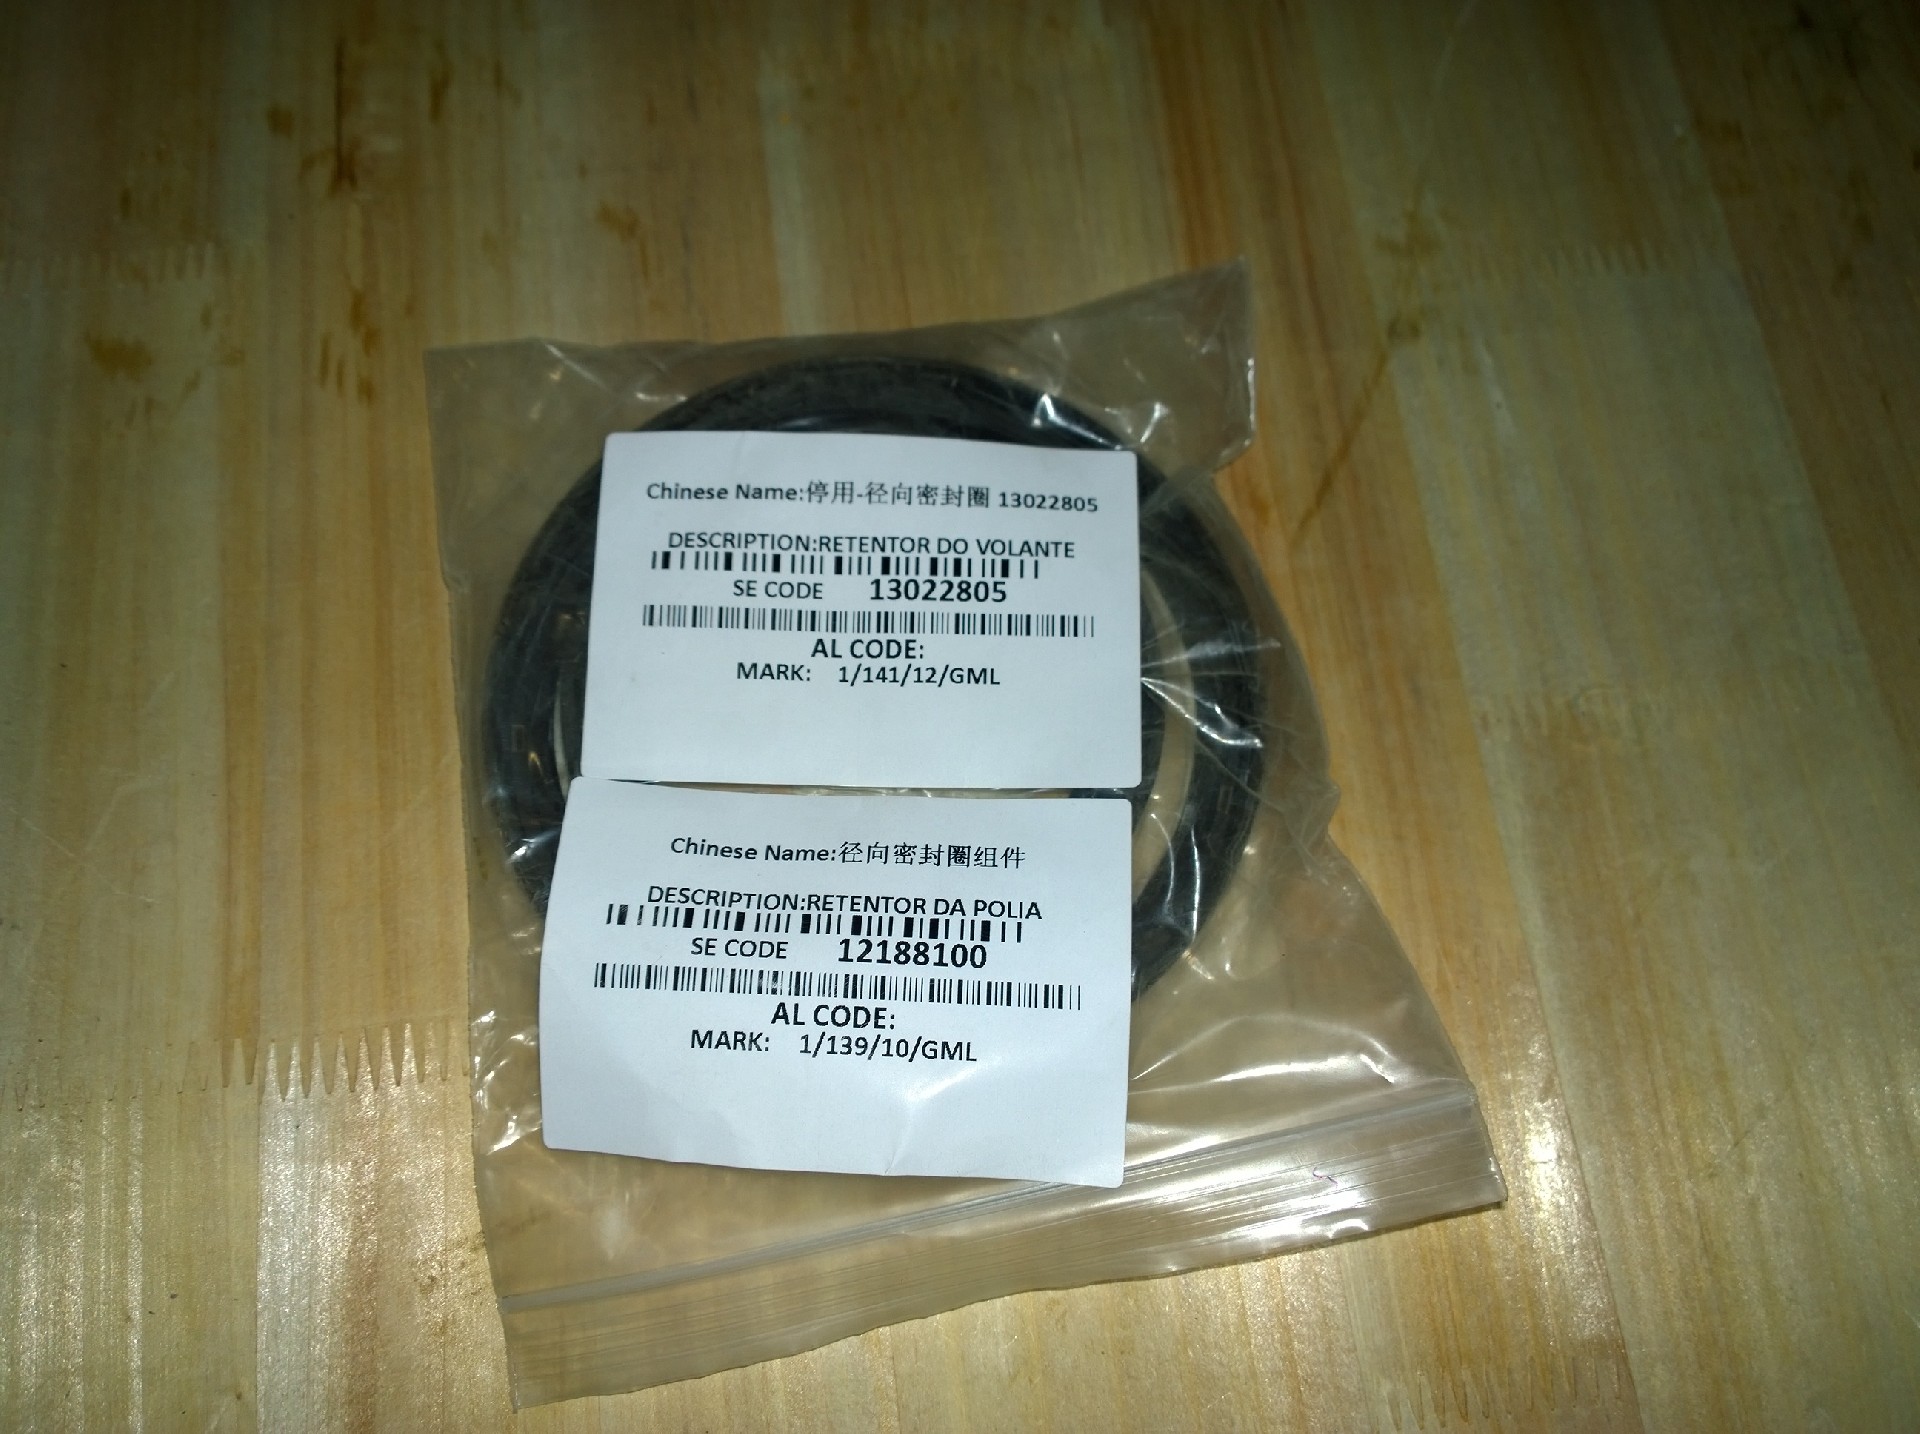 Chinese Name:停用-径向密封圈 13022805
DESCRIPTION:RETENTOR DO VOLANTE
SE CODE 13022805
AL CODE:
MARK: 1/141/12/GML
Chinese Name:径向密封圈组件
DESCRIPTION:RETENTOR DA POLIA
SE CODE 12188100
AL CODE:
MARK: 1/139/10/GML